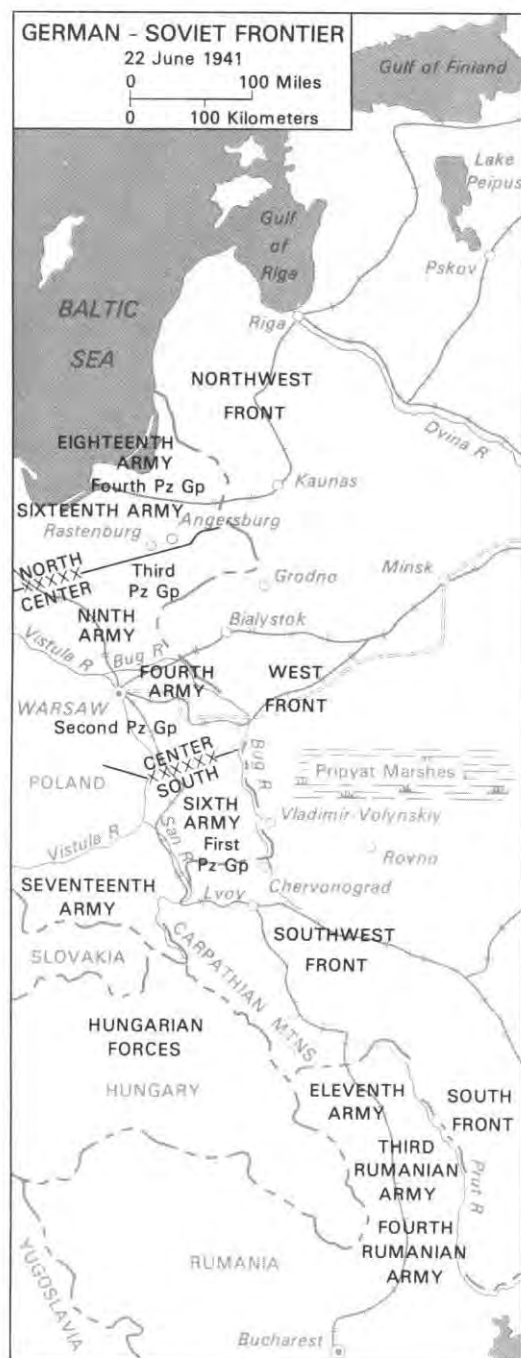 GERMAN - SOVIET FRONTIER
22 June 1941
0 100 Miles
0 100 Kilometers
Gulf of Finland
Lake
Peipus
Gulf
of
Riga
Pskov
BALTIC
SEA
Riga
NORTHWEST
FRONT
Dvina R
EIGHTEENTH
ARMY
Fourth Pz Gp
Kaunas
SIXTEENTH ARMY
Angersburg
Rastenburg
NORTH
XXXXX
CENTER
Third
Pz Gp
Grodno
Minsk
NINTH
ARMY
Bialystok
Vistula R
Bug R
FOURTH
ARMY
WEST
FRONT
WARSAW
Second Pz Gp
CENTER
XXXXXX
SOUTH
Bug R
POLAND
Pripyat Marshes
SIXTH
ARMY
Vladimir-Volynskiy
Vistula R
San R
First
Pz Gp
Rovno
Chervonograd
SEVENTEENTH
ARMY
Lvov
SOUTHWEST
FRONT
SLOVAKIA
CARPATHIAN MTNS
HUNGARIAN
FORCES
HUNGARY
ELEVENTH
ARMY
SOUTH
FRONT
THIRD
RUMANIAN
ARMY
Prut R
FOURTH
RUMANIAN
ARMY
YUGOSLAVIA
RUMANIA
Bucharest